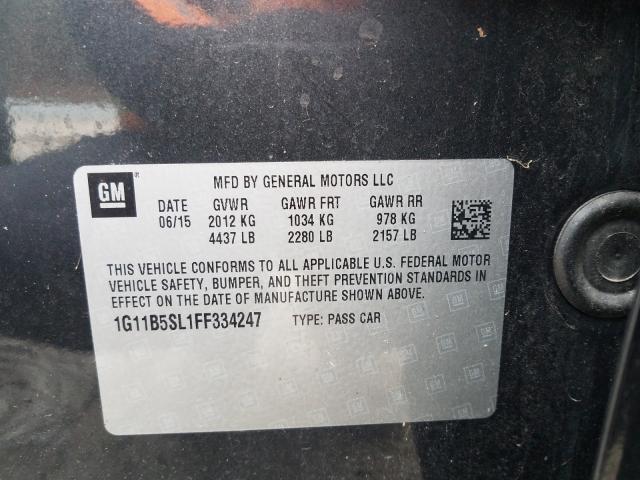 GM
MFD BY GENERAL MOTORS LLC
DATE GVWR GAWR FRT GAWR RR
06/15 2012 KG 1034 KG 978 KG
4437 LB 2280 LB 2157 LB
THIS VEHICLE CONFORMS TO ALL APPLICABLE U.S. FEDERAL MOTOR
VEHICLE SAFETY, BUMPER, AND THEFT PREVENTION STANDARDS IN
EFFECT ON THE DATE OF MANUFACTURE SHOWN ABOVE.
1G11B5SL1FF334247 TYPE: PASS CAR